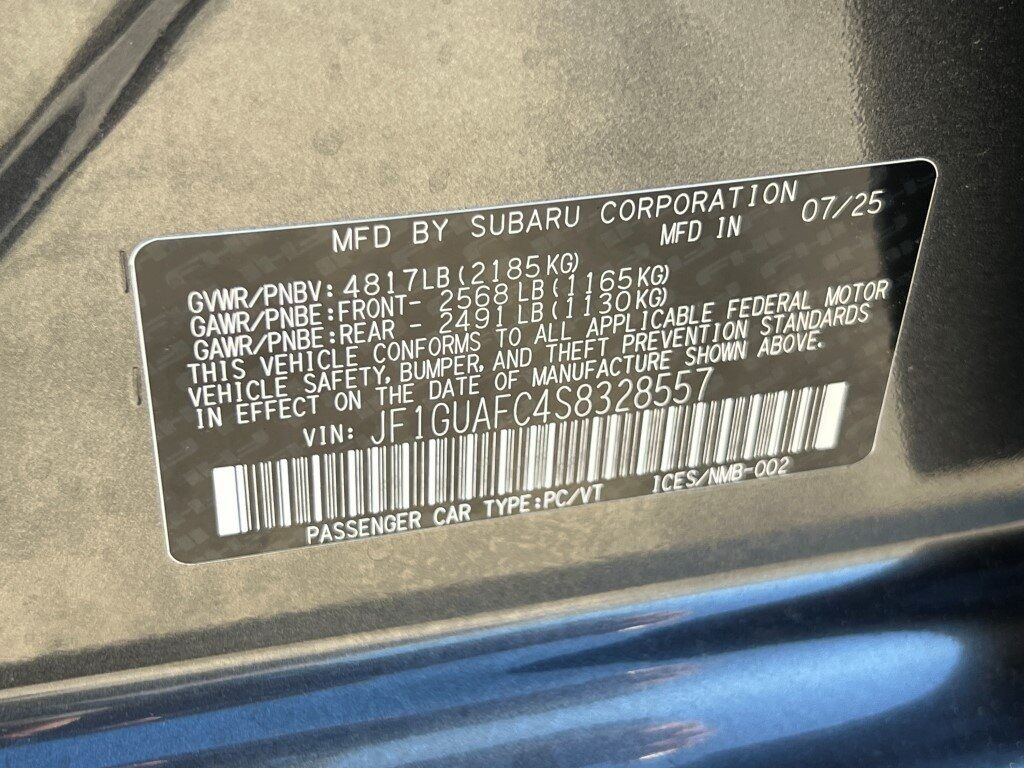 MFD BY SUBARU CORPORATION
MFD IN 07/25
GVWR/PNBV: 4817LB(2185KG)
GAWR/PNBE:FRONT- 2568LB(1165KG)
GAWR/PNBE:REAR - 2491LB(1130KG)
THIS VEHICLE CONFORMS TO ALL APPLICABLE FEDERAL MOTOR
VEHICLE SAFETY, BUMPER, AND THEFT PREVENTION STANDARDS
IN EFFECT ON THE DATE OF MANUFACTURE SHOWN ABOVE.
VIN: JF1GUAFC4S8328557
PASSENGER CAR TYPE:PC/VT ICES/NMB-002